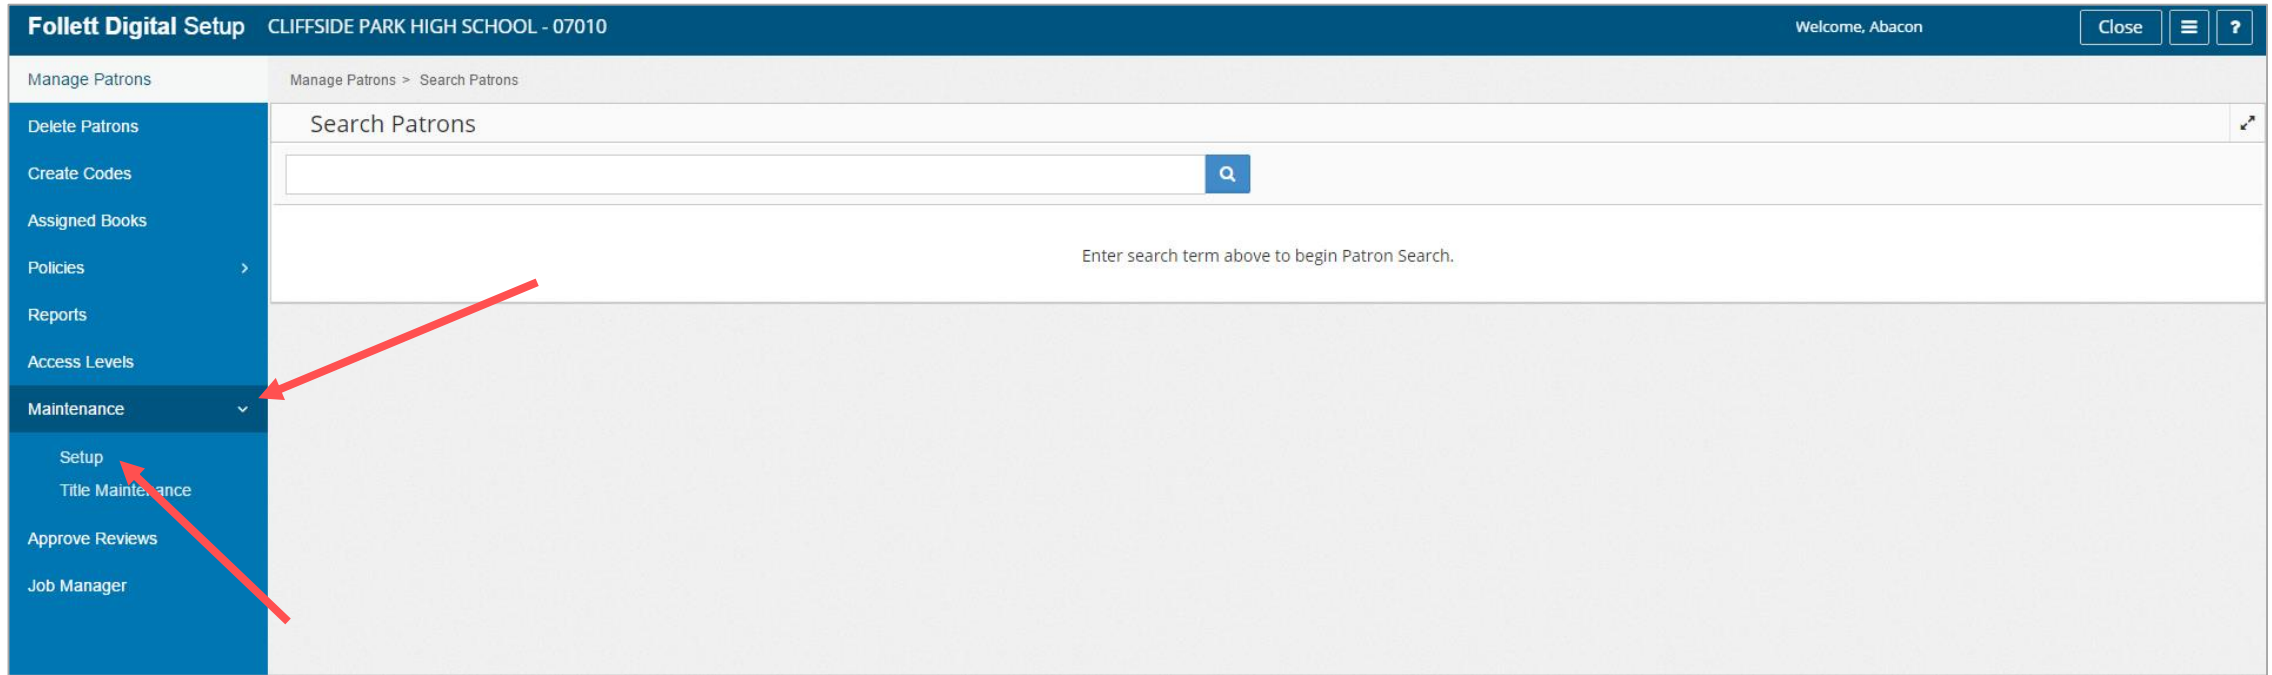 Follett Digital Setup CLIFFSIDE PARK HIGH SCHOOL - 07010 Welcome, Abacon Close ?
Manage Patrons
Manage Patrons > Search Patrons
Delete Patrons
Search Patrons
Create Codes
Assigned Books
Enter search term above to begin Patron Search.
Policies
Reports
Access Levels
Maintenance
Setup
Title Maintenance
Approve Reviews
Job Manager